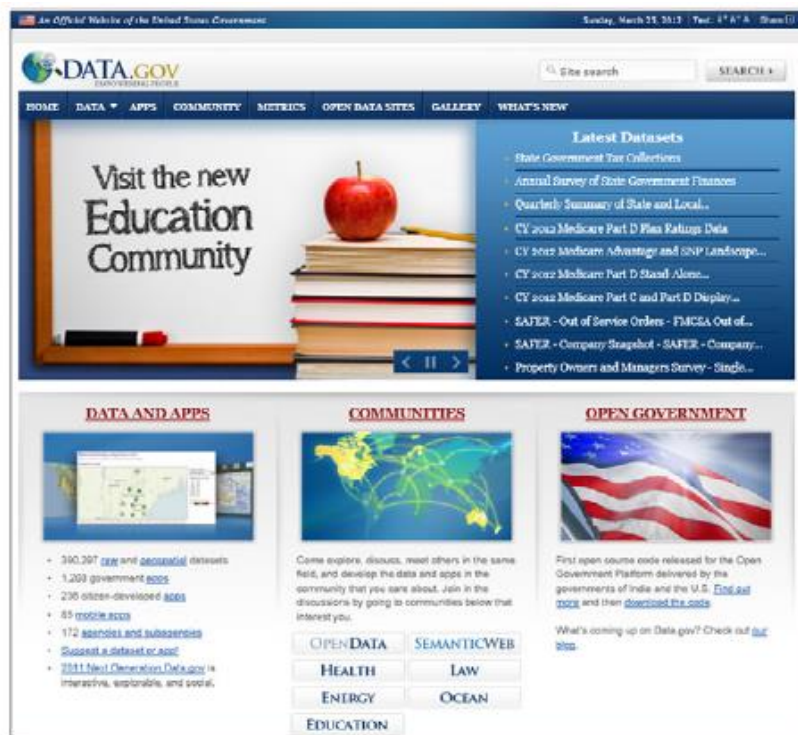 An Official Website of the United States Government
Sunday, March 25, 2012 Text: A+ A= A- Share
DATA.GOV
EMPOWERING PEOPLE
Site search
SEARCH
HOME DATA APPS COMMUNITY METRICS OPEN DATA SITES GALLERY WHAT'S NEW
Visit the new
Education
Community
Latest Datasets
State Government Tax Collections
Annual Survey of State Government Finances
Quarterly Summary of State and Local...
CY 2012 Medicare Part D Plan Ratings Data
CY 2012 Medicare Advantage and SNP Landscape...
CY 2012 Medicare Part D Stand-Alone...
CY 2012 Medicare Part C and Part D Display...
SAFER - Out of Service Orders - FMCSA Out of...
SAFER - Company Snapshot - SAFER - Company...
Property Owners and Managers Survey - Single...
DATA AND APPS
390,297 raw and geospatial datasets
government apps
236 citizen-developed apps
85 mobile apps
172 agencies and subagencies
Suggest a dataset or app!
2011 Next Generation Data.gov is
interactive, explorable, and social.
COMMUNITIES
Come explore, discuss, meet others in the same
field, and develop the data and apps in the
community that you care about. Join in the
discussions by going to communities below that
interest you.
OPENDATA SEMANTICWEB
HEALTH LAW
ENERGY OCEAN
EDUCATION
OPEN GOVERNMENT
First open source code released for the Open
Government Platform delivered by the
governments of India and the U.S. Find out
more and then download the code.
What's coming up on Data.gov? Check out our
blog.